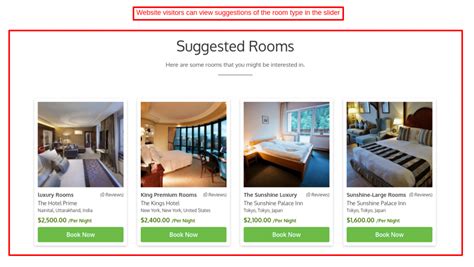 Website visitors can view suggestions of the room type in the slider
Suggested Rooms
Here are some rooms that you might be interested in.
luxury Rooms (0 Reviews)
The Hotel Prime
Nainital, Uttarakhand, India
$2,500.00 /Per Night
Book Now
King Premium Rooms (0 Reviews)
The Kings Hotel
New York, New York, United States
$2,400.00 /Per Night
Book Now
The Sunshine Luxury (0 Reviews)
The Sunshine Palace Inn
Tokyo, Tokyo, Japan
$2,100.00 /Per Night
Book Now
Sunshine-Large Rooms (0 Reviews)
The Sunshine Palace Inn
Tokyo, Tokyo, Japan
$1,600.00 /Per Night
Book Now